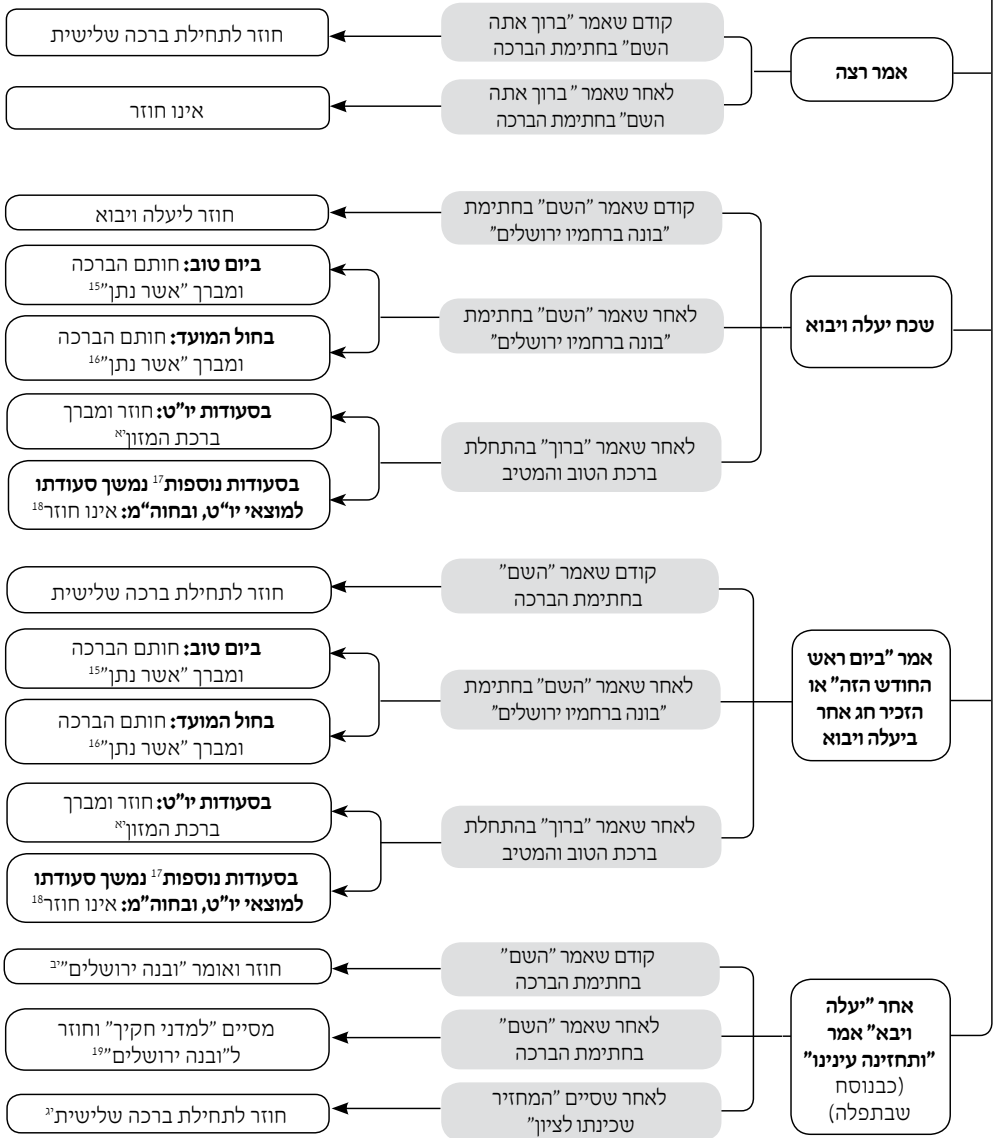 אמר רצה
קודם שאמר "ברוך אתה
השם" בחתימת הברכה
חוזר לתחילת ברכה שלישית
לאחר שאמר "ברוך אתה
השם" בחתימת הברכה
אינו חוזר
שכח יעלה ויבוא
קודם שאמר "השם" בחתימת
"בונה ברחמיו ירושלים"
חוזר ליעלה ויבוא
לאחר שאמר "השם" בחתימת
"בונה ברחמיו ירושלים"
ביום טוב: חותם הברכה
ומברך "אשר נתן"15
בחול המועד: חותם הברכה
ומברך "אשר נתן"16
לאחר שאמר "ברוך" בהתחלת
ברכת הטוב והמטיב
בסעודות יו"ט: חוזר ומברך
ברכת המזוןיא
בסעודות נוספות17 נמשך סעודתו
למוצאי יו"ט, ובחוה"מ: אינו חוזר18
אמר "ביום ראש
החודש הזה" או
הזכיר חג אחר
ביעלה ויבוא
קודם שאמר "השם"
בחתימת הברכה
חוזר לתחילת ברכה שלישית
לאחר שאמר "השם" בחתימת
"בונה ברחמיו ירושלים"
ביום טוב: חותם הברכה
ומברך "אשר נתן"15
בחול המועד: חותם הברכה
ומברך "אשר נתן"16
לאחר שאמר "ברוך" בהתחלת
ברכת הטוב והמטיב
בסעודות יו"ט: חוזר ומברך
ברכת המזוןיא
בסעודות נוספות17 נמשך סעודתו
למוצאי יו"ט, ובחוה"מ: אינו חוזר18
אחר "יעלה
ויבא" אמר
"ותחזינה עינינו"
(כבנוסח
שבתפלה)
קודם שאמר "השם"
בחתימת הברכה
חוזר ואומר "ובנה ירושלים"יב
לאחר שאמר "השם"
בחתימת הברכה
מסיים "למדני חקיך" וחוזר
ל"ובנה ירושלים"19
לאחר שסיים "המחזיר
שכינתו לציון"
חוזר לתחילת ברכה שלישיתיג